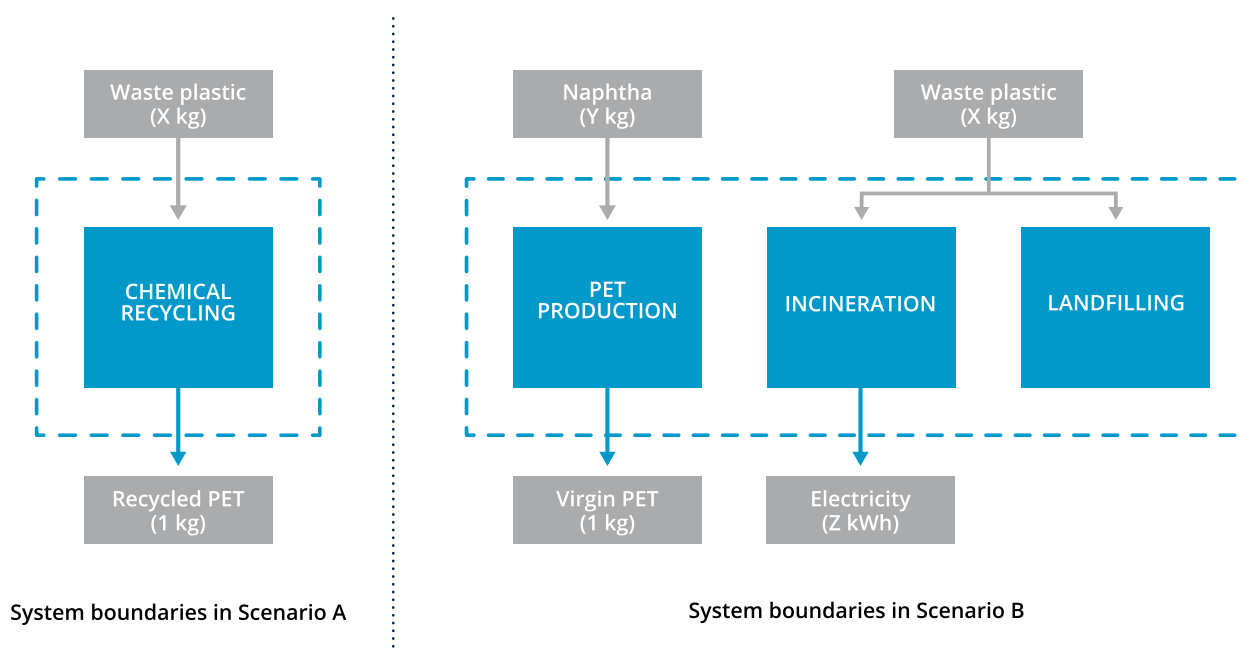 Waste plastic
(X kg)
CHEMICAL
RECYCLING
Recycled PET
(1 kg)
System boundaries in Scenario A
Naphtha
(Y kg)
Waste plastic
(X kg)
PET
PRODUCTION
INCINERATION
LANDFILLING
Virgin PET
(1 kg)
Electricity
(Z kWh)
System boundaries in Scenario B